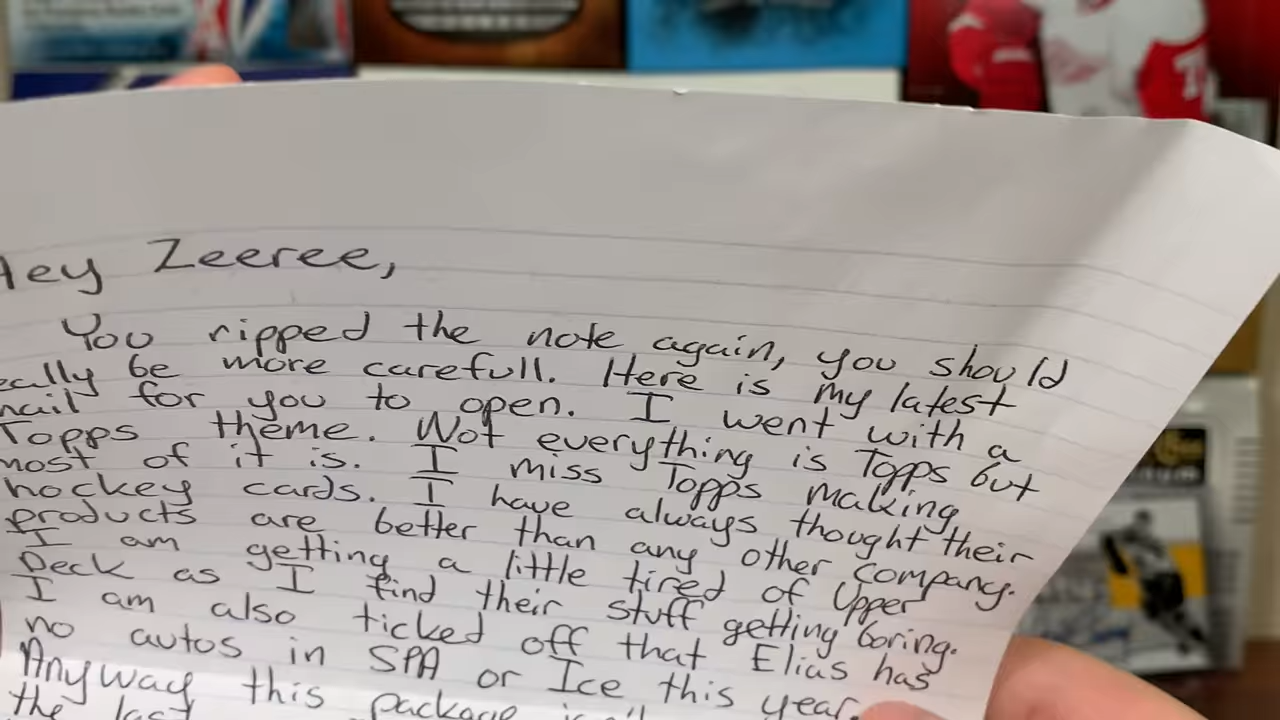 Hey Zeeree,
You ripped the note again, you should
eally be more carefull. Here is my latest
mail for you to open. I went with a
Topps theme. Not everything is Topps but
most of it is. I miss Topps making
hockey cards. I have always thought their
products are better than any other company.
I am getting a little tired of Upper
Deck as I find their stuff getting boring.
I am also ticked off that Elias has
no autos in SPA or Ice this year.
Anyway this package
the last